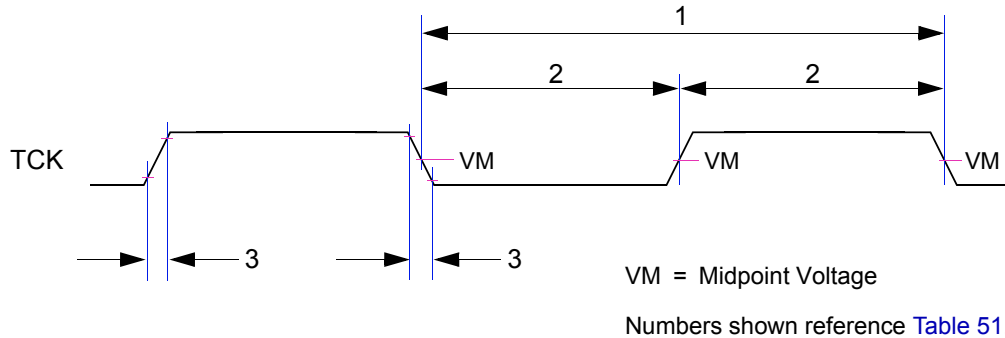 1
2 2
TCK VM VM VM
3 3
VM = Midpoint Voltage
Numbers shown reference Table 51